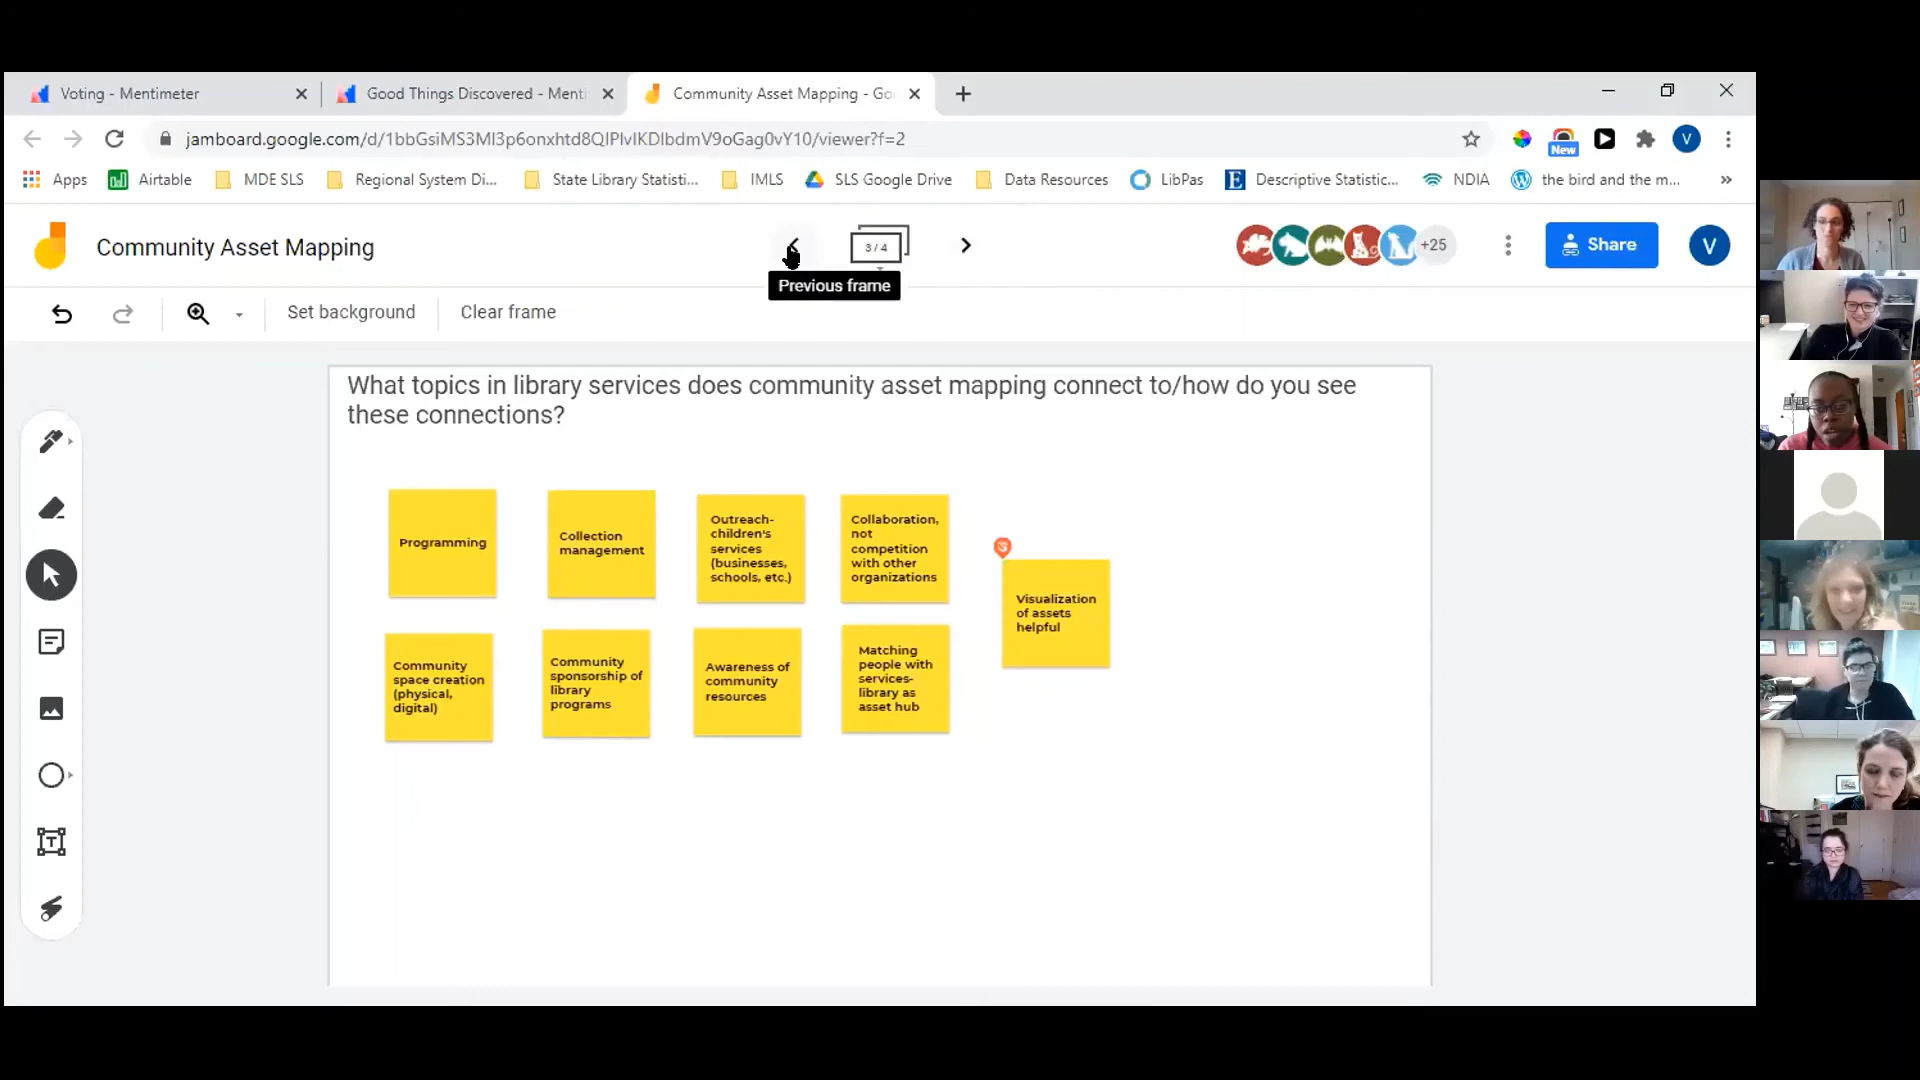 Voting - Mentimeter
Good Things Discovered - Menti
Community Asset Mapping - Go
jamboard.google.com/d/1bbGsiMS3MI3p6onxhtd8QIPlvIKDlbdmV9oGag0vY10/viewer?f=2
New
V
Apps
Airtable
MDE SLS
Regional System Di...
State Library Statisti...
IMLS
SLS Google Drive
Data Resources
LibPas
E
Descriptive Statistic...
NDIA
the bird and the m...
»
Community Asset Mapping
3 / 4
+25
Share
V
Previous frame
Set background
Clear frame
What topics in library services does community asset mapping connect to/how do you see
these connections?
Programming
Collection
management
Outreach-
children's
services
(businesses,
schools, etc.)
Collaboration,
not
competition
with other
organizations
Visualization
of assets
helpful
Community
space creation
(physical,
digital)
Community
sponsorship of
library
programs
Awareness of
community
resources
Matching
people with
services-
library as
asset hub